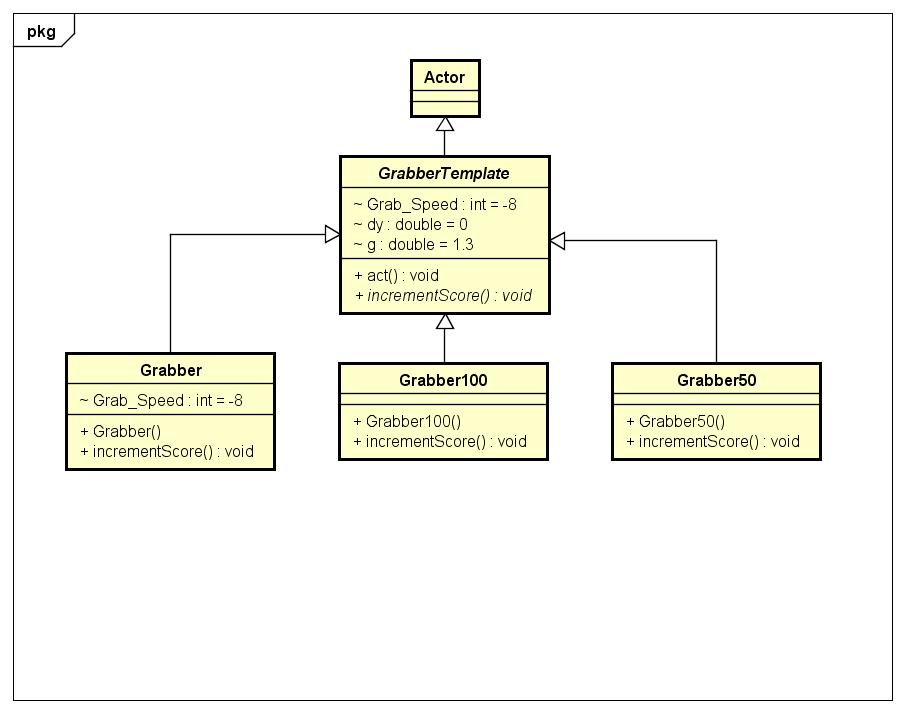 pkg
Actor
GrabberTemplate
~ Grab_Speed : int = -8
~ dy : double = 0
~ g : double = 1.3
+ act() : void
+ incrementScore() : void
Grabber
~ Grab_Speed : int = -8
+ Grabber()
+ incrementScore() : void
Grabber100
+ Grabber100()
+ incrementScore() : void
Grabber50
+ Grabber50()
+ incrementScore() : void